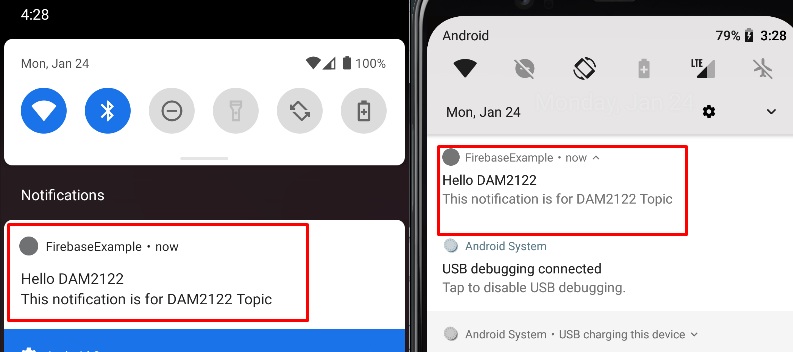 4:28
Mon, Jan 24
100%
Notifications
FirebaseExample • now
Hello DAM2122
This notification is for DAM2122 Topic
Android
79%
3:28
LTE
Mon, Jan 24
FirebaseExample • now
Hello DAM2122
This notification is for DAM2122 Topic
Android System
USB debugging connected
Tap to disable USB debugging.
Android System • USB charging this device